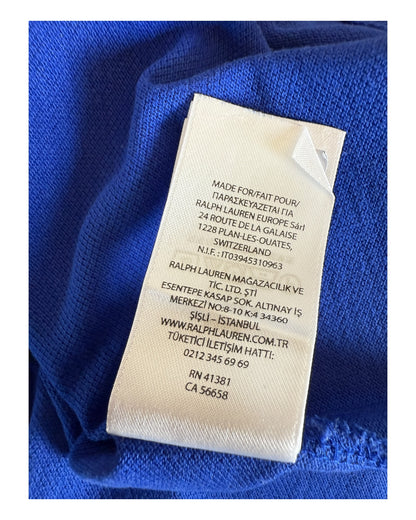 MADE FOR/FAIT POUR/
ΠΑΡΑΣΚΕΥΑΖΕΤΑΙ ΓΙΑ
RALPH LAUREN EUROPE Sárl
24 ROUTE DE LA GALAISE
1228 PLAN-LES-OUATES,
SWITZERLAND
N.I.F. : IT03945310963
RALPH LAUREN MAĞAZACILIK VE
TİC. LTD. ŞTİ
ESENTEPE KASAP SOK. ALTINAY İŞ
MERKEZİ NO:8-10 K:4 34360
ŞİŞLİ - İSTANBUL
WWW.RALPHLAUREN.COM.TR
TÜKETİCİ İLETİŞİM HATTI:
0212 345 69 69
RN 41381
CA 56658